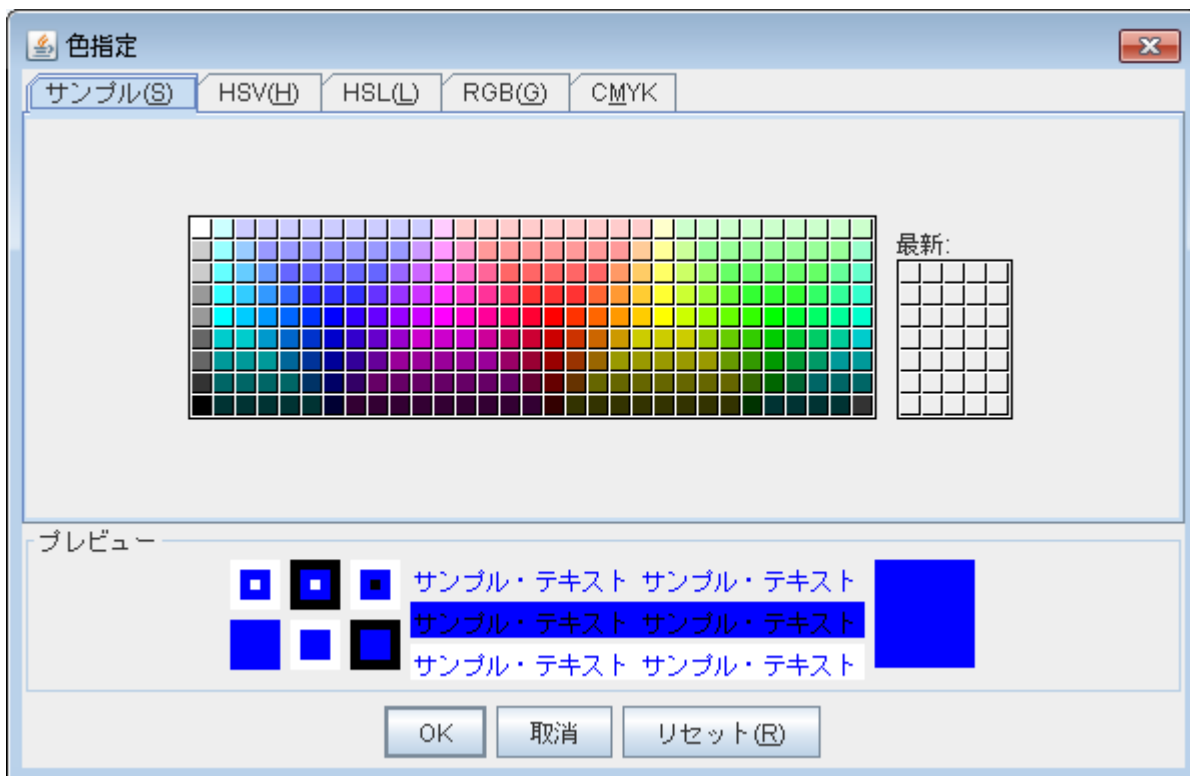 色指定
サンプル(S) HSV(H) HSL(L) RGB(G) CMYK
最新:
プレビュー
サンプル・テキスト サンプル・テキスト
サンプル・テキスト サンプル・テキスト
サンプル・テキスト サンプル・テキスト
OK 取消 リセット(R)